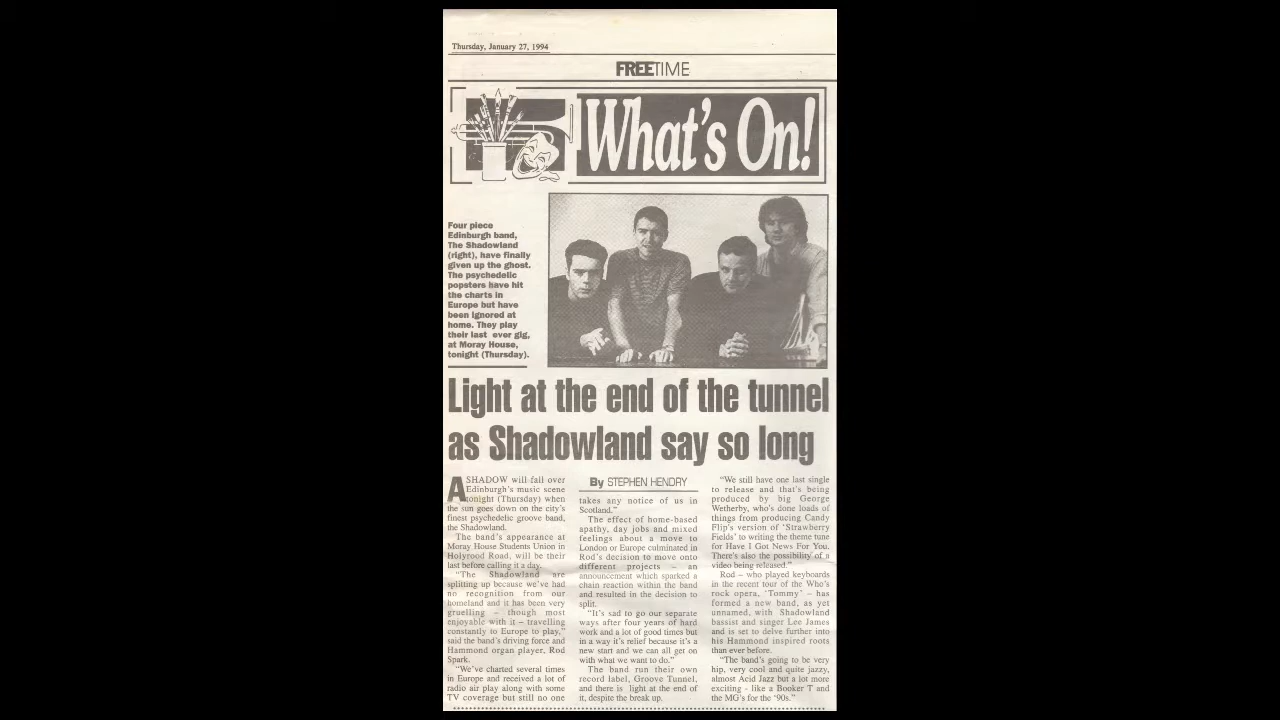 Thursday, January 27, 1994
FREETIME
What's On!
Four piece
Edinburgh band,
The Shadowland
(right), have finally
given up the ghost.
The psychedelic
popsters have hit
the charts in
Europe but have
been ignored at
home. They play
their last ever gig,
at Moray House,
tonight (Thursday).
Light at the end of the tunnel
as Shadowland say so long
A SHADOW will fall over
Edinburgh's music scene
tonight (Thursday) when
the sun goes down on the city's
finest psychedelic groove band,
the Shadowland.
The band's appearance at
Moray House Students Union in
Holyrood Road, will be their
last before calling it a day.
"The Shadowland are
splitting up because we've had
no recognition from our
homeland and it has been very
gruelling – though most
enjoyable with it – travelling
constantly to Europe to play,"
said the band's driving force and
Hammond organ player, Rod
Spark.
"We've charted several times
in Europe and received a lot of
radio air play along with some
TV coverage but still no one
By STEPHEN HENDRY
takes any notice of us in
Scotland."
The effect of home-based
apathy, day jobs and mixed
feelings about a move to
London or Europe culminated in
Rod's decision to move onto
different projects – an
announcement which sparked a
chain reaction within the band
and resulted in the decision to
split.
"It's sad to go our separate
ways after four years of hard
work and a lot of good times but
in a way it's relief because it's a
new start and we can all get on
with what we want to do."
The band run their own
record label, Groove Tunnel,
and there is light at the end of
it, despite the break up.
"We still have one last single
to release and that's being
produced by big George
Wetherby, who's done loads of
things from producing Candy
Flip's version of 'Strawberry
Fields' to writing the theme tune
for Have I Got News For You.
There's also the possibility of a
video being released."
Rod – who played keyboards
in the recent tour of the Who's
rock opera, 'Tommy' – has
formed a new band, as yet
unnamed, with Shadowland
bassist and singer Lee James
and is set to delve further into
his Hammond inspired roots
than ever before.
"The band's going to be very
hip, very cool and quite jazzy,
almost Acid Jazz but a lot more
exciting - like a Booker T and
the MG's for the '90s."